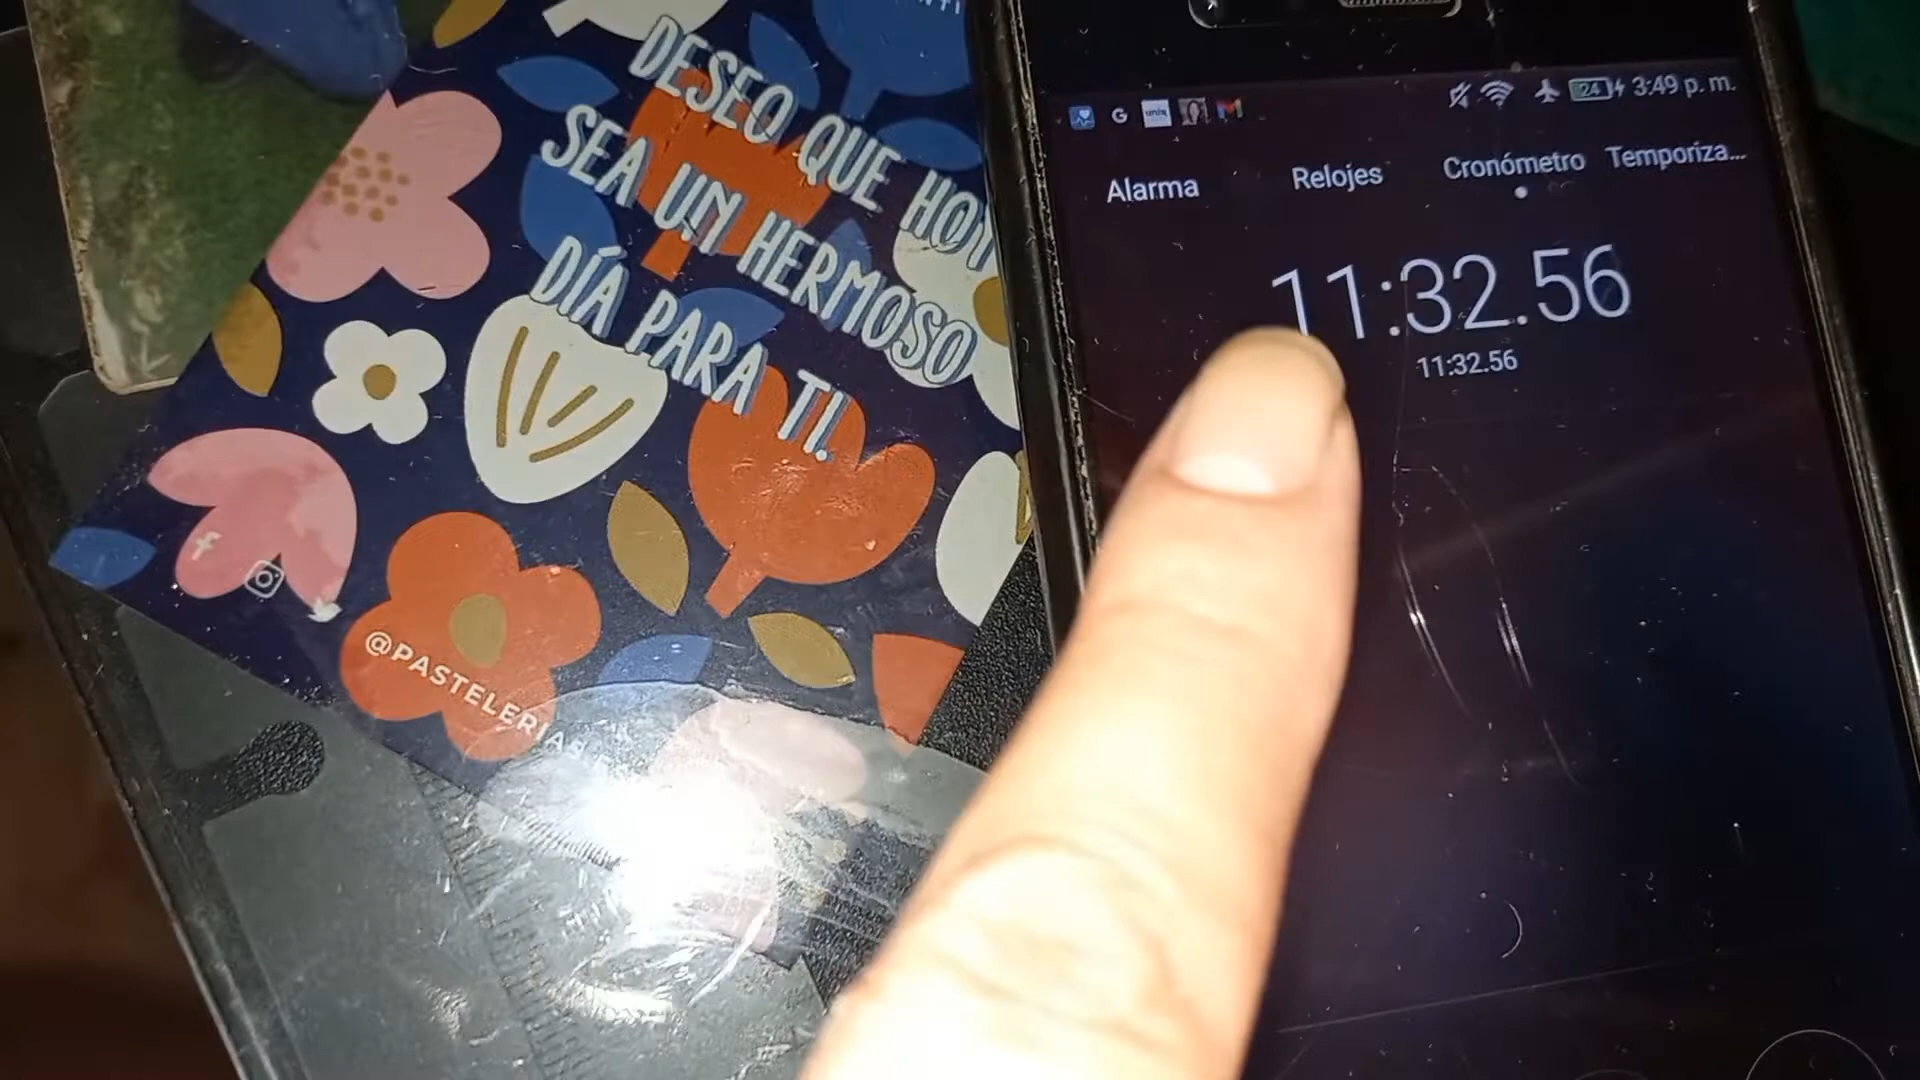 DESEO QUE HOY
SEA UN HERMOSO
DÍA PARA TI.
@PASTELERIA
24 3:49 p. m.
Alarma Relojes Cronómetro Temporiza...
11:32.56
11:32.56